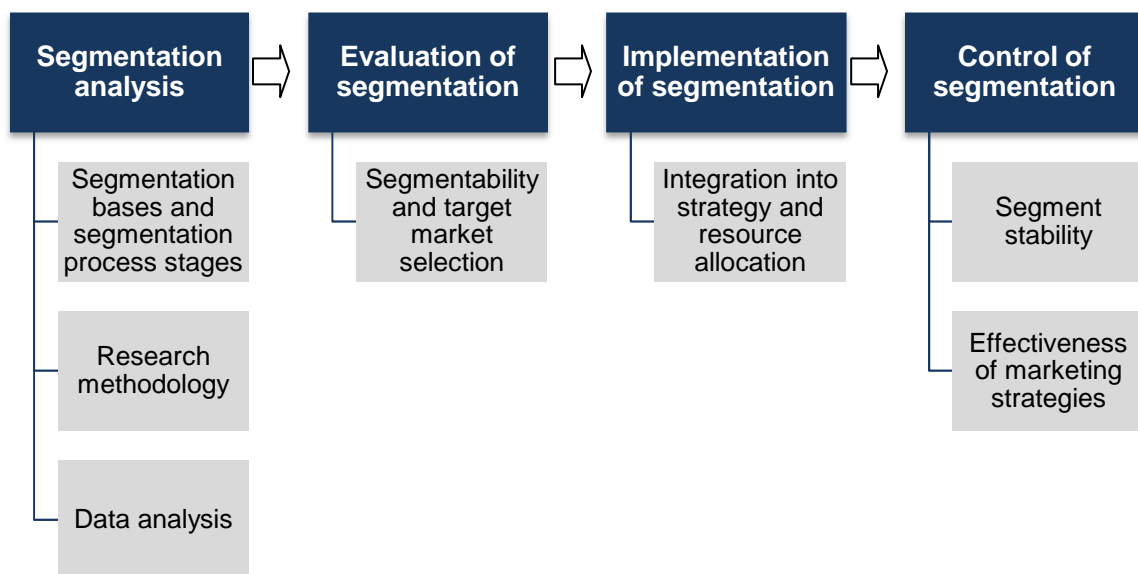 Segmentation
analysis
Evaluation of
segmentation
Implementation
of segmentation
Control of
segmentation
Segmentation
bases and
segmentation
process stages
Research
methodology
Data analysis
Segmentability
and target
market
selection
Integration into
strategy and
resource
allocation
Segment
stability
Effectiveness
of marketing
strategies